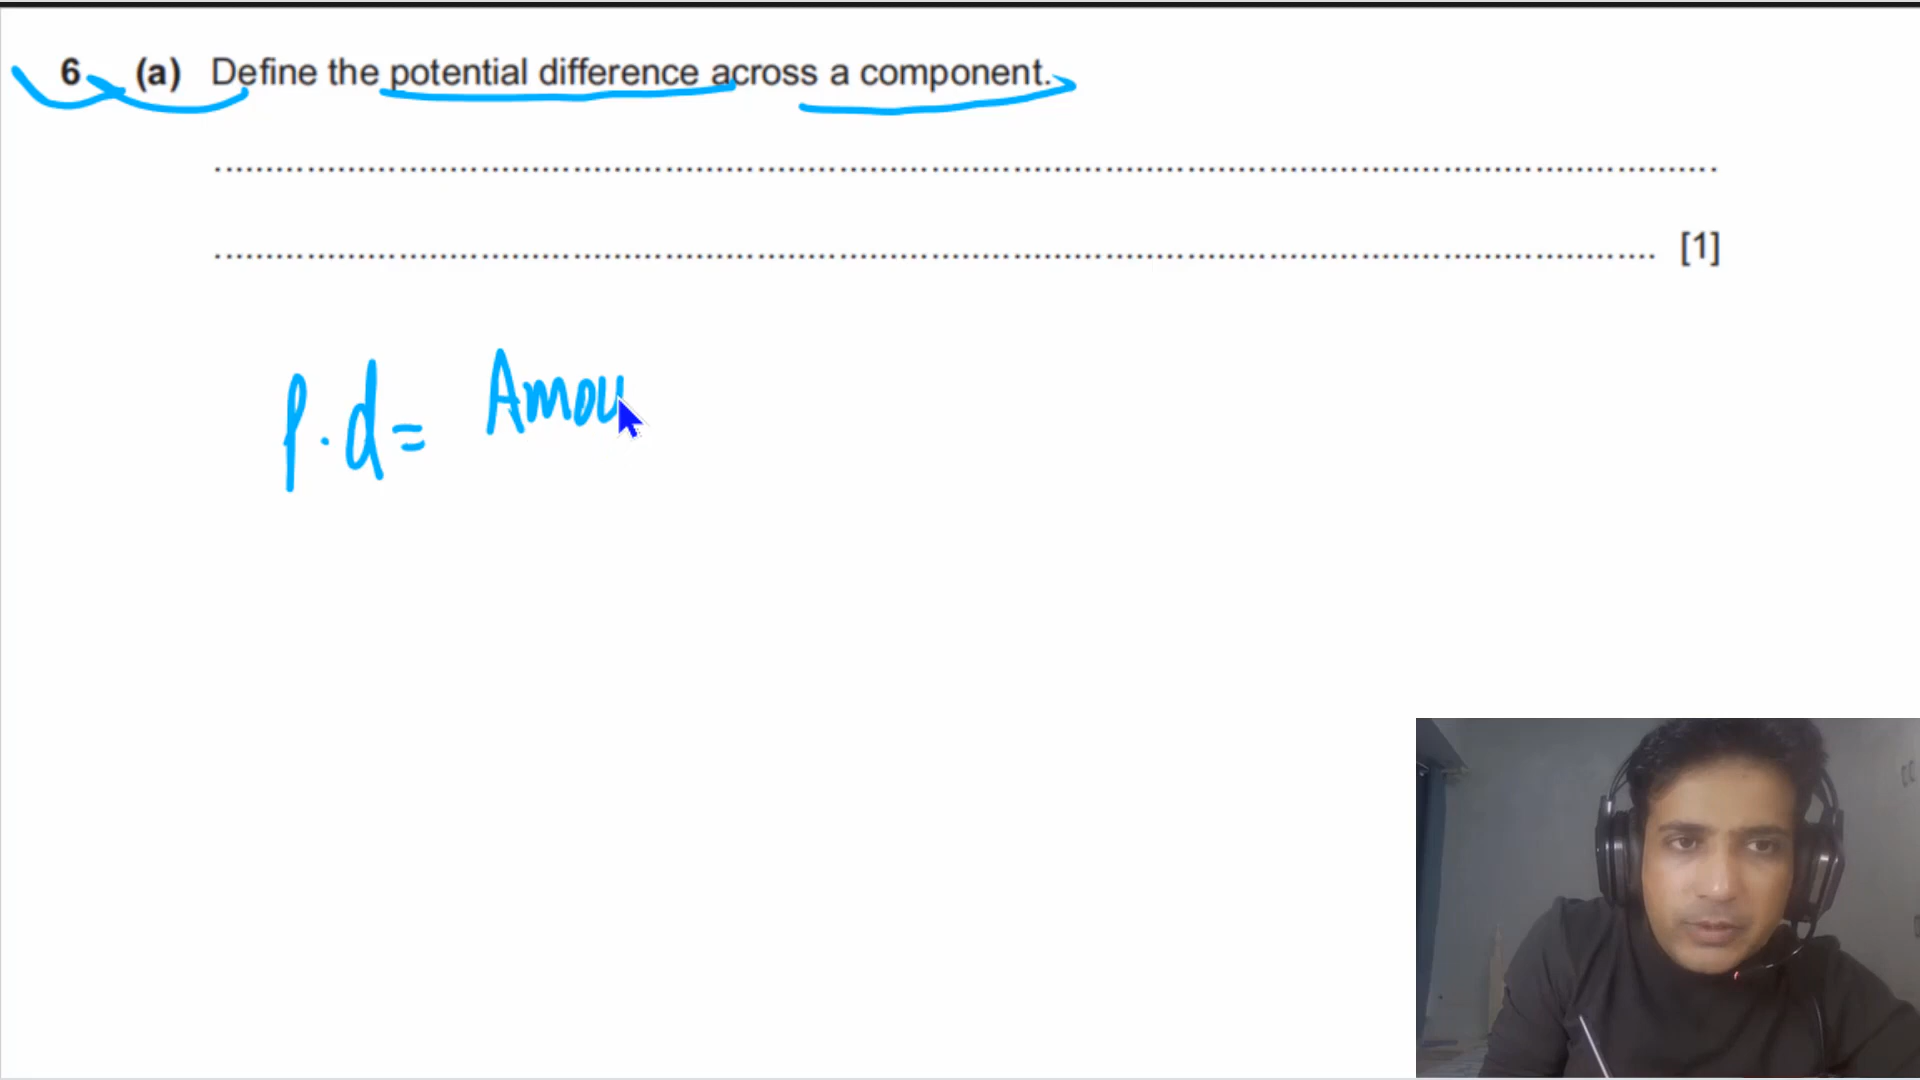 6 (a) Define the potential difference across a component.
[1]
P.d= Amou